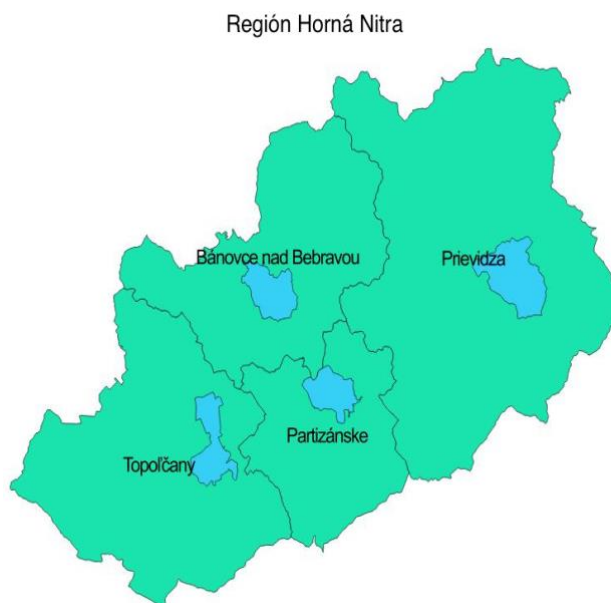 Región Horná Nitra
Bánovce nad Bebravou
Prievidza
Partizánske
Topoľčany